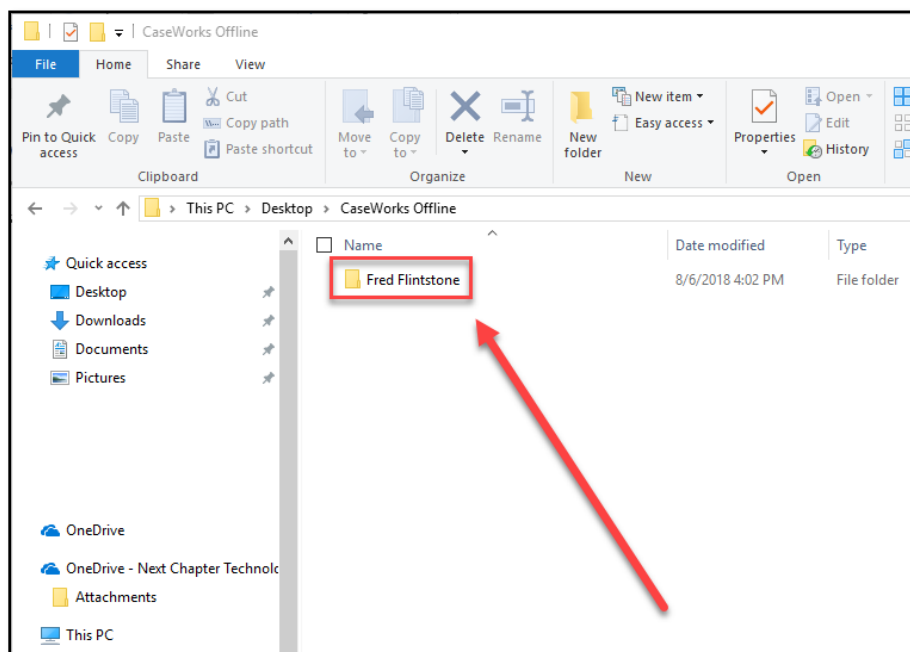 CaseWorks Offline
File Home Share View
Pin to Quick access
Copy
Paste
Cut
Copy path
Paste shortcut
Clipboard
Move to
Copy to
Delete
Rename
Organize
New folder
New item
Easy access
New
Properties
Open
Edit
History
Open
This PC > Desktop > CaseWorks Offline
Name Date modified Type
Fred Flintstone 8/6/2018 4:02 PM File folder
Quick access
Desktop
Downloads
Documents
Pictures
OneDrive
OneDrive - Next Chapter Technolo
Attachments
This PC